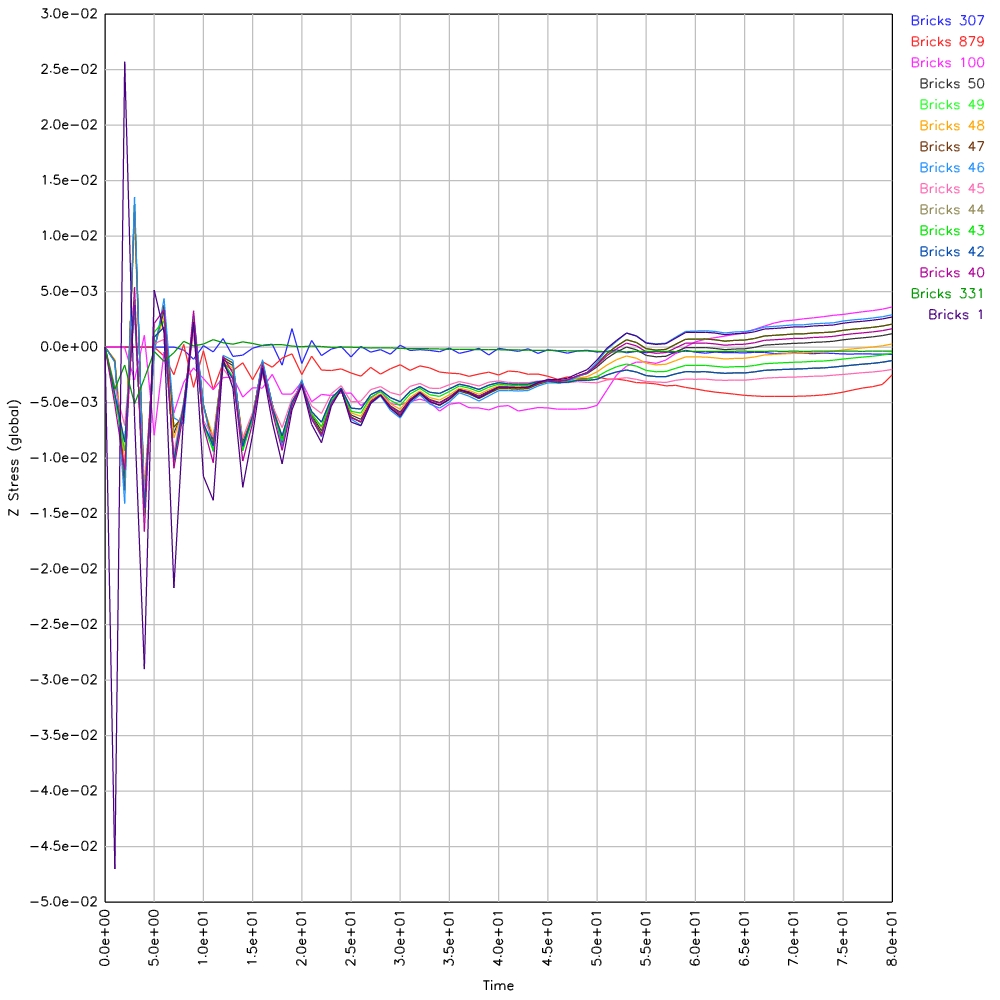 3.0e-02
2.5e-02
2.0e-02
1.5e-02
1.0e-02
5.0e-03
0.0e+00
-5.0e-03
-1.0e-02
-1.5e-02
-2.0e-02
-2.5e-02
-3.0e-02
-3.5e-02
-4.0e-02
-4.5e-02
-5.0e-02
Z Stress (global)
0.0e+00
5.0e+00
1.0e+01
1.5e+01
2.0e+01
2.5e+01
3.0e+01
3.5e+01
4.0e+01
4.5e+01
5.0e+01
5.5e+01
6.0e+01
6.5e+01
7.0e+01
7.5e+01
8.0e+01
Time
Bricks 307
Bricks 879
Bricks 100
Bricks 50
Bricks 49
Bricks 48
Bricks 47
Bricks 46
Bricks 45
Bricks 44
Bricks 43
Bricks 42
Bricks 40
Bricks 331
Bricks 1